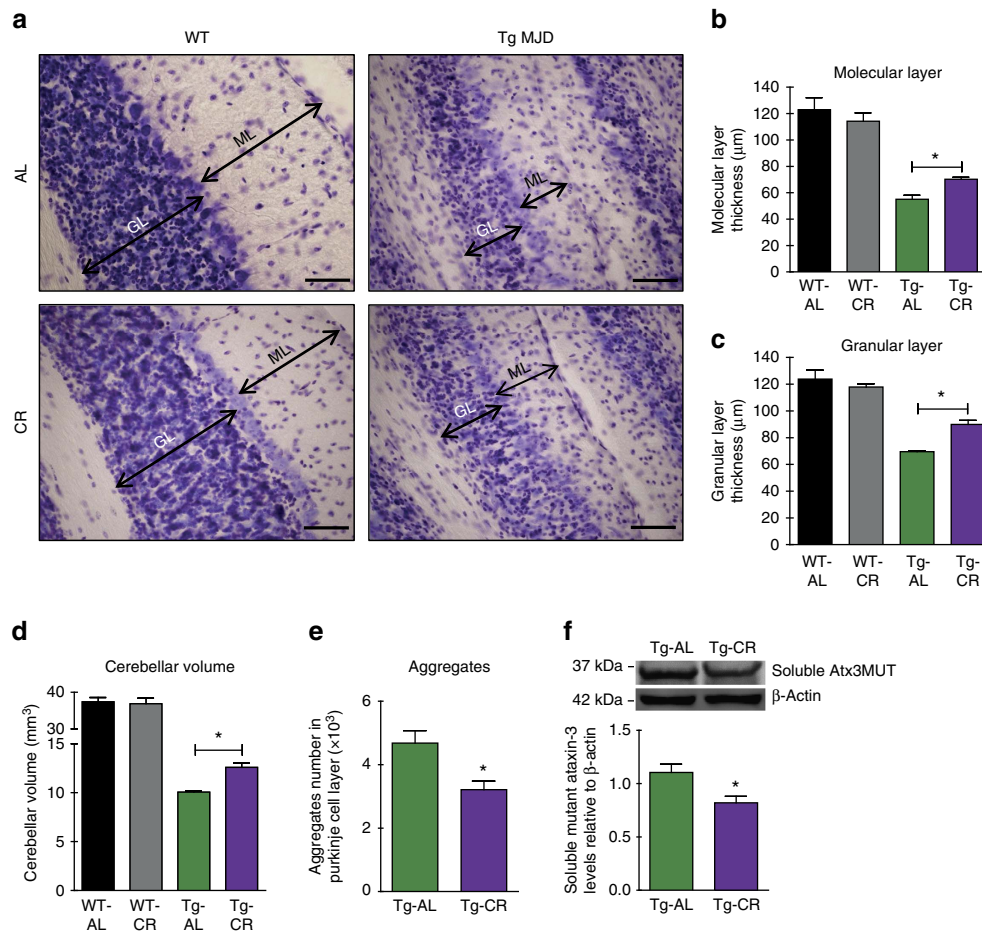 a
WT
Tg MJD
AL
ML
GL
ML
GL
CR
ML
GL
ML
GL
b
Molecular layer
Molecular layer
thickness (μm)
140
120
100
80
60
40
20
0
*
WT-
AL
WT-
CR
Tg-
AL
Tg-
CR
c
Granular layer
Granular layer
thickness (μm)
140
120
100
80
60
40
20
0
*
WT-
AL
WT-
CR
Tg-
AL
Tg-
CR
d
Cerebellar volume
Cerebellar volume (mm³)
40
30
15
10
5
0
*
WT-
AL
WT-
CR
Tg-
AL
Tg-
CR
e
Aggregates
Aggregates number in
purkinje cell layer (×10³)
6
4
2
0
*
Tg-AL
Tg-CR
f
Tg-AL
Tg-CR
37 kDa
Soluble Atx3MUT
42 kDa
β-Actin
Soluble mutant ataxin-3
levels relative to β-actin
1.5
1.0
0.5
0.0
*
Tg-AL
Tg-CR